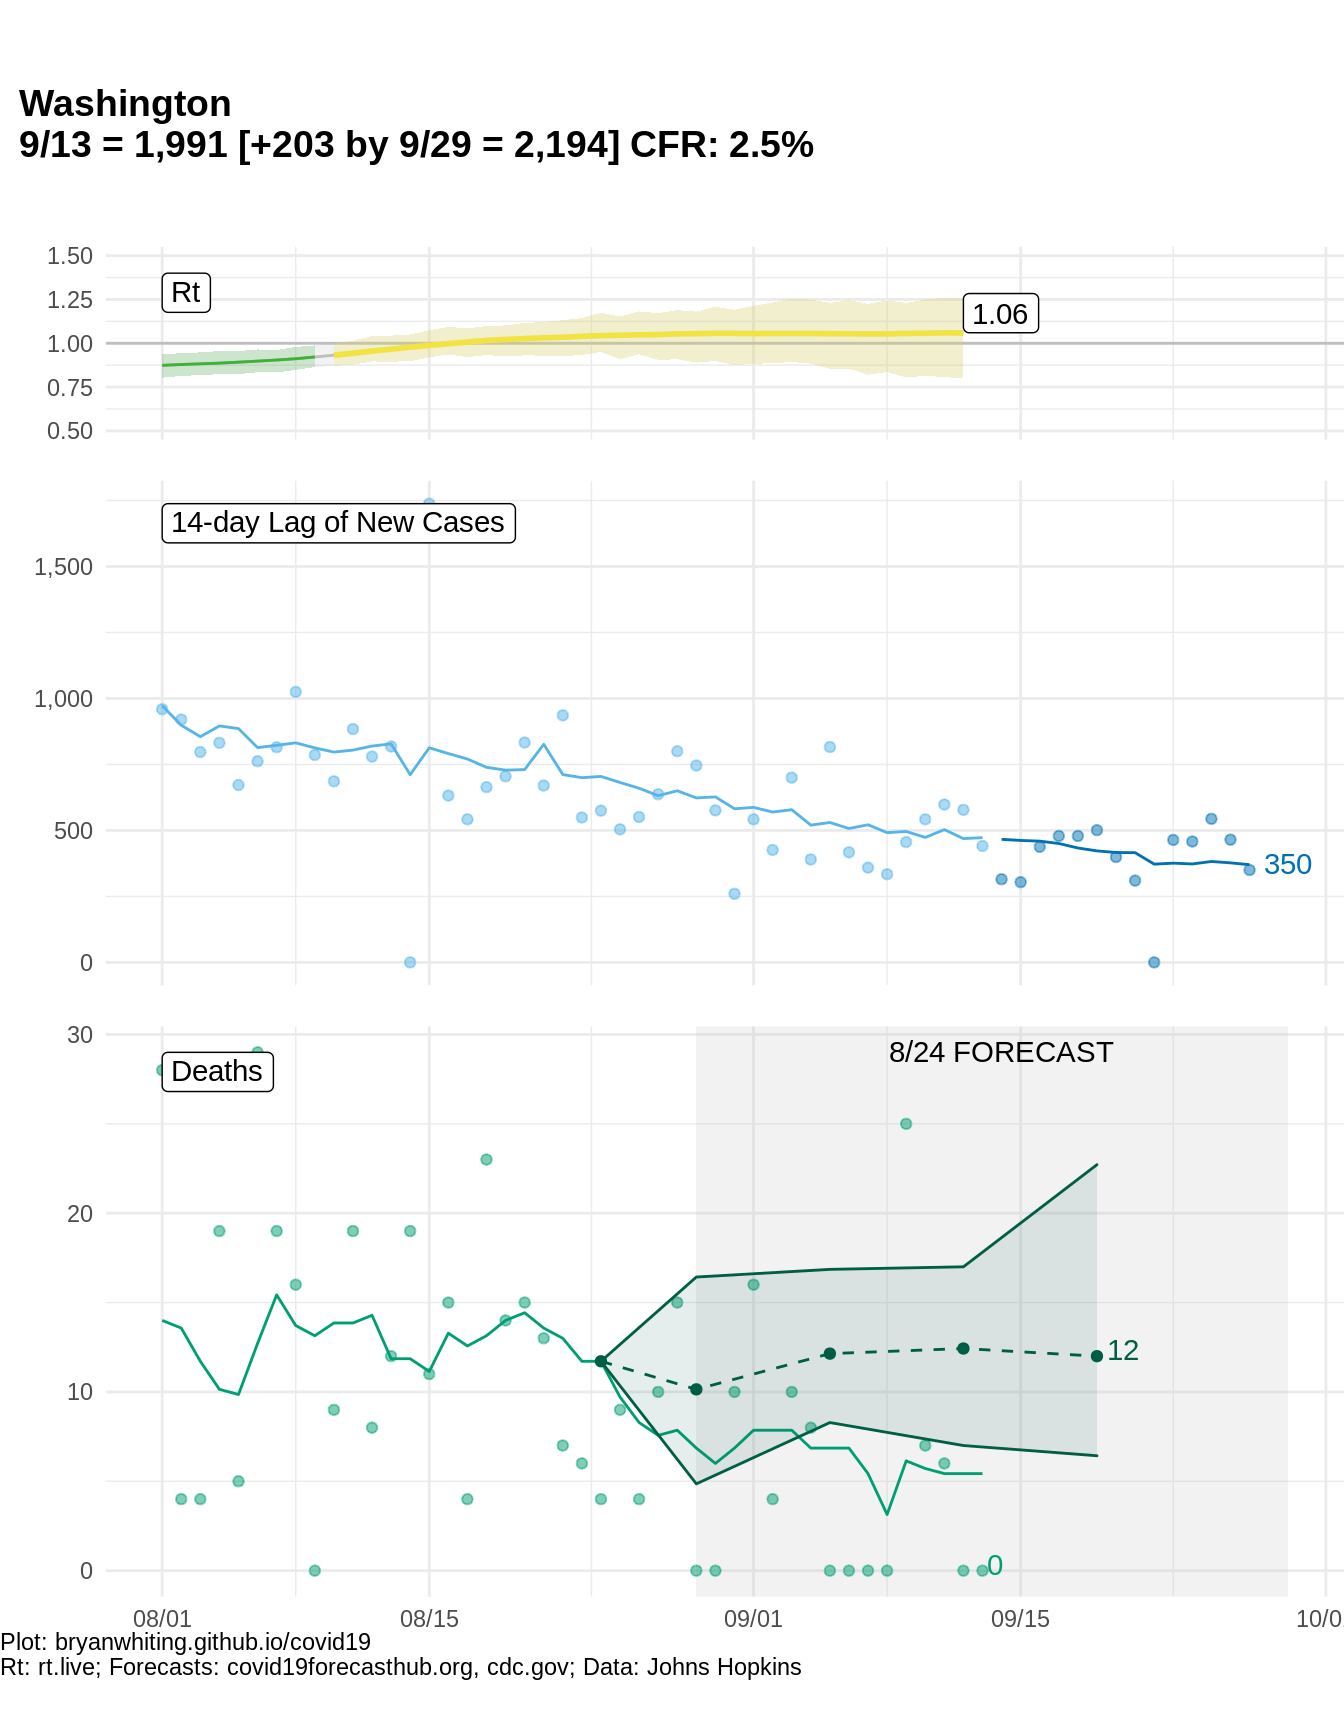 Washington
9/13 = 1,991 [+203 by 9/29 = 2,194] CFR: 2.5%
1.50
1.25
1.00
0.75
0.50
Rt
1.06
14-day Lag of New Cases
1,500
1,000
500
0
350
30
20
10
0
Deaths
8/24 FORECAST
12
0
08/01
08/15
09/01
09/15
10/0
Plot: bryanwhiting.github.io/covid19
Rt: rt.live; Forecasts: covid19forecasthub.org, cdc.gov; Data: Johns Hopkins